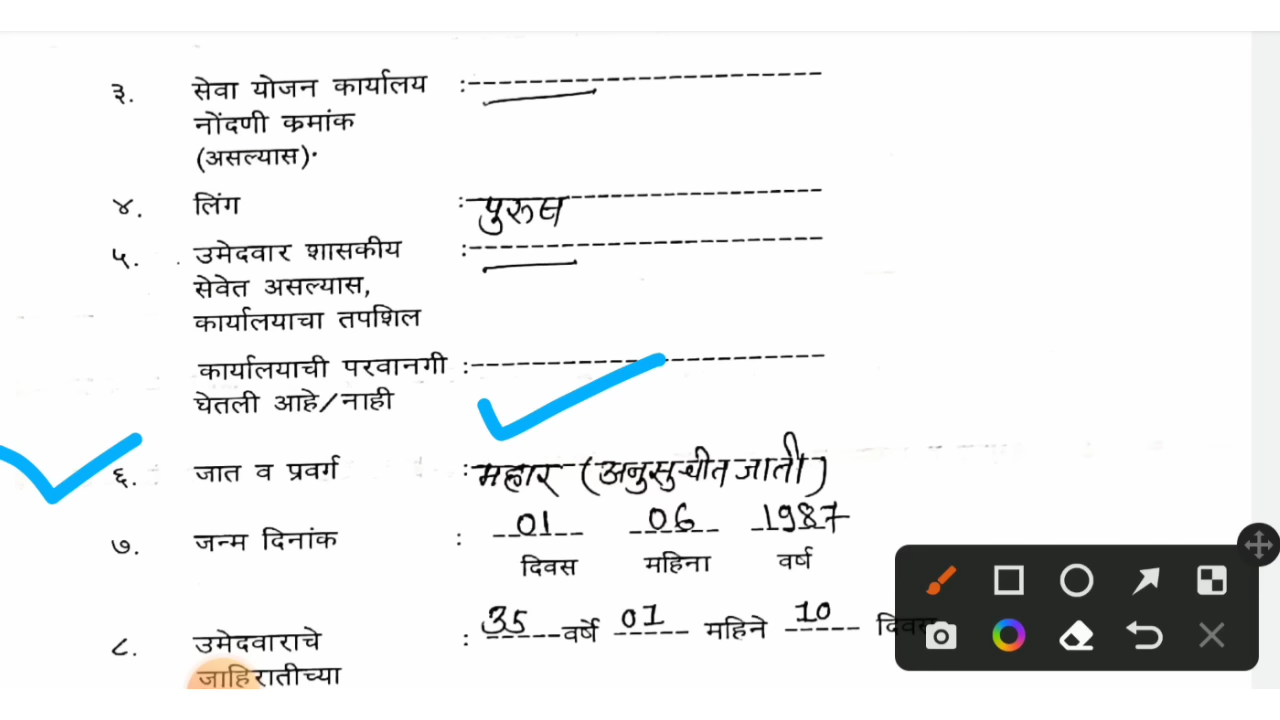 ३. सेवा योजन कार्यालय :-----------------------
नोंदणी क्रमांक
(असल्यास)
४. लिंग : पुरुष
५. उमेदवार शासकीय :-----------------------
सेवेत असल्यास,
कार्यालयाचा तपशिल
कार्यालयाची परवानगी :-----------------------
घेतली आहे/नाही
६. जात व प्रवर्ग : महार (अनुसुचीत जाती)
७. जन्म दिनांक : 01 06 1987
दिवस महिना वर्ष
८. उमेदवाराचे : 35 वर्षे 01 महिने 10 दिवस
जाहिरातीच्या